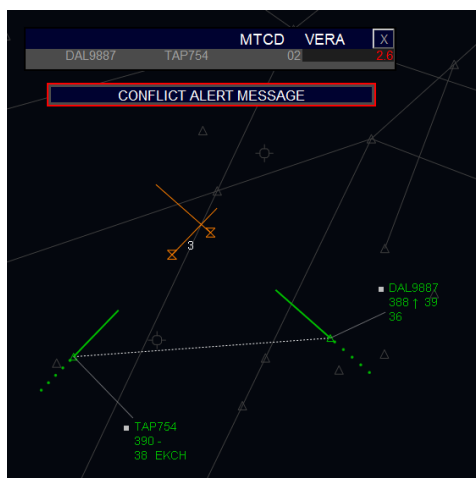 MTCD VERA X
DAL9887 TAP754 02 2.6
CONFLICT ALERT MESSAGE
3
DAL9887
388 ↑ 39
36
TAP754
390 -
38 EKCH